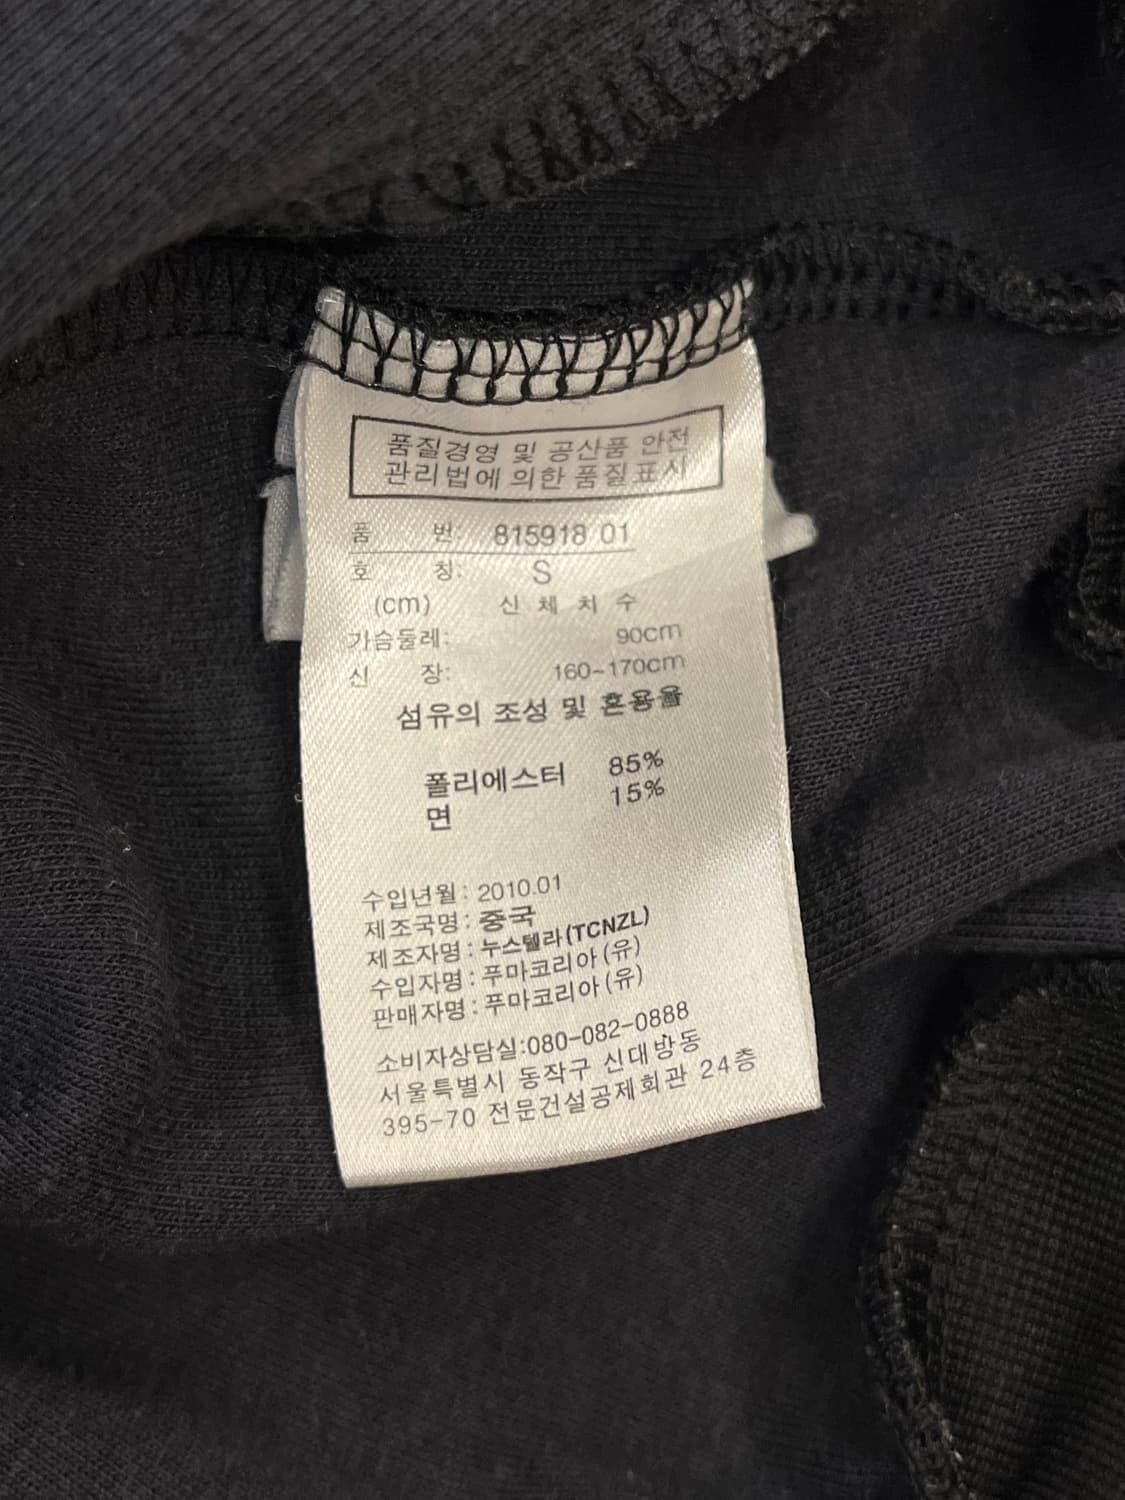 품질경영 및 공산품 안전
관리법에 의한 품질표시
품 번: 815918 01
호 칭: S
(cm) 신 체 치 수
가슴둘레: 90cm
신 장: 160~170cm
섬유의 조성 및 혼용율
폴리에스터 85%
면 15%
수입년월: 2010.01
제조국명: 중국
제조자명: 누스텔라(TCNZL)
수입자명: 푸마코리아(유)
판매자명: 푸마코리아(유)
소비자상담실:080-082-0888
서울특별시 동작구 신대방동
395-70 전문건설공제회관 24층